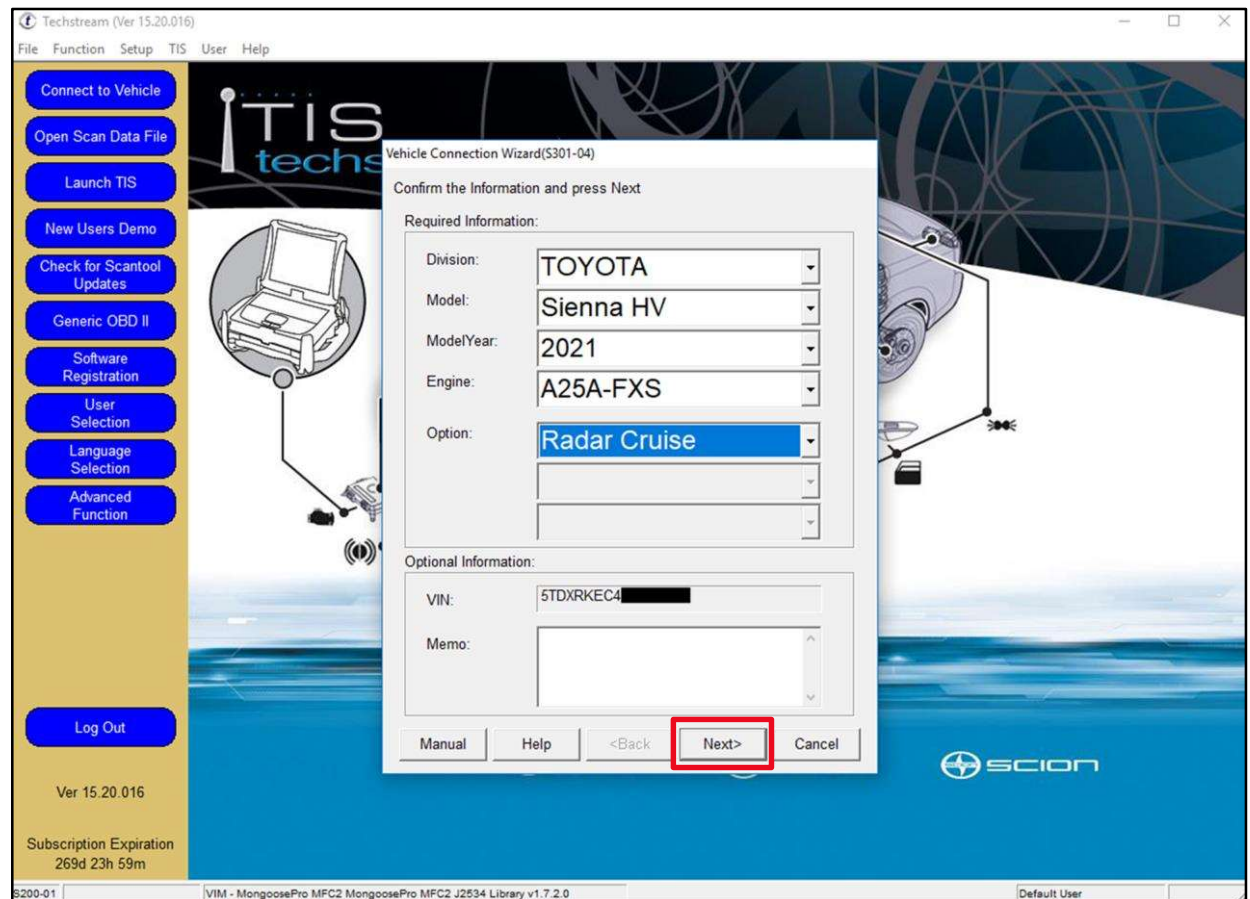 Techstream (Ver 15.20.016)
File Function Setup TIS User Help
Connect to Vehicle
Open Scan Data File
Launch TIS
New Users Demo
Check for Scantool
Updates
Generic OBD II
Software
Registration
User
Selection
Language
Selection
Advanced
Function
Log Out
Ver 15.20.016
Subscription Expiration
269d 23h 59m
TIS
techs
Vehicle Connection Wizard(S301-04)
Confirm the Information and press Next
Required Information:
Division: TOYOTA
Model: Sienna HV
ModelYear: 2021
Engine: A25A-FXS
Option: Radar Cruise
Optional Information:
VIN: 5TDXRKEC4
Memo:
Manual Help <Back Next> Cancel
SCION
S200-01 VIM - MongoosePro MFC2 MongoosePro MFC2 J2534 Library v1.7.2.0 Default User